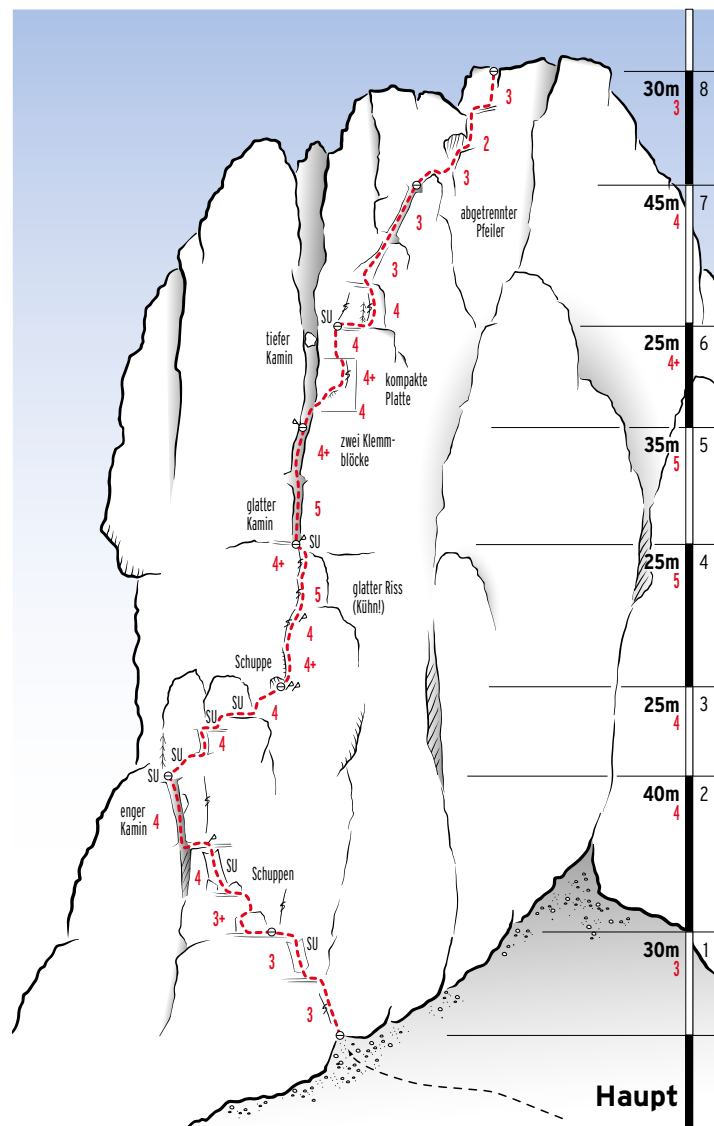 30m 8
3
3
2
3
45m 7
4
abgetrennter
Pfeiler
3
3
4
SU
4
25m 6
4+
tiefer
Kamin
4+
kompakte
Platte
4
zwei Klemm-
blöcke
4+
35m 5
5
glatter
Kamin
5
SU
4+
25m 4
5
glatter Riss
(Kühn!)
5
4
4+
Schuppe
4
25m 3
4
SU
SU
4
SU
SU
SU
40m 2
4
enger
Kamin
4
SU
Schuppen
4
3+
SU
30m 1
3
3
3
Haupt